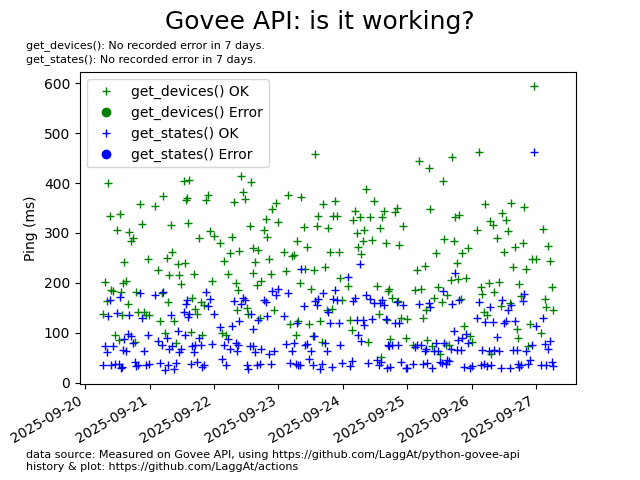 Govee API: is it working?
get_devices(): No recorded error in 7 days.
get_states(): No recorded error in 7 days.
get_devices() OK
get_devices() Error
get_states() OK
get_states() Error
Ping (ms)
600
500
400
300
200
100
0
2025-09-20
2025-09-21
2025-09-22
2025-09-23
2025-09-24
2025-09-25
2025-09-26
2025-09-27
data source: Measured on Govee API, using https://github.com/LaggAt/python-govee-api
history & plot: https://github.com/LaggAt/actions